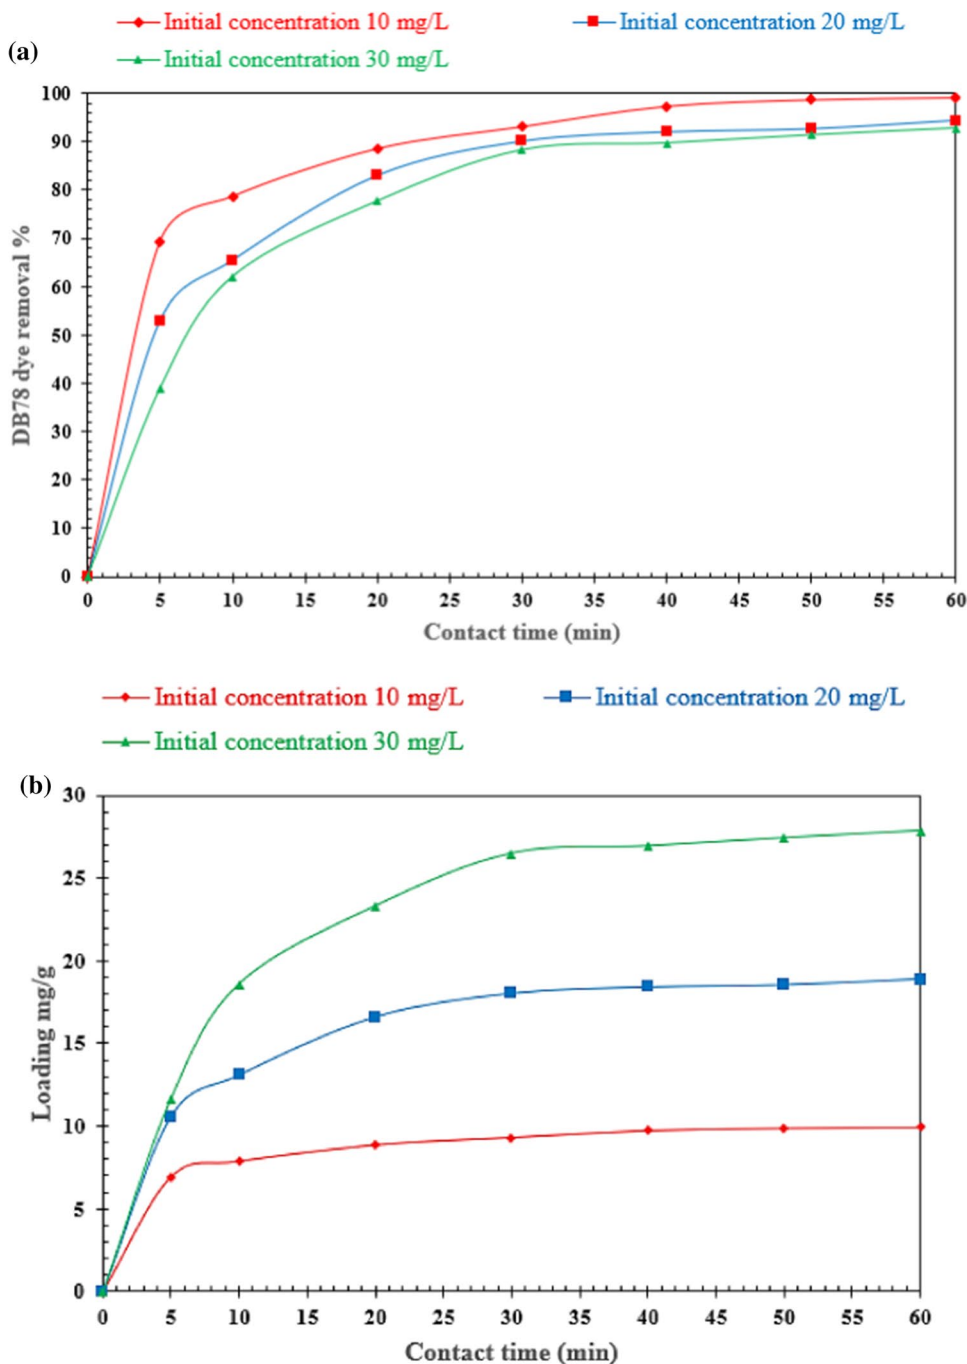 Initial concentration 10 mg/L
Initial concentration 20 mg/L
Initial concentration 30 mg/L
(a)
DB78 dye removal %
100
90
80
70
60
50
40
30
20
10
0
0 5 10 15 20 25 30 35 40 45 50 55 60
Contact time (min)
Initial concentration 10 mg/L
Initial concentration 20 mg/L
Initial concentration 30 mg/L
(b)
Loading mg/g
30
25
20
15
10
5
0
0 5 10 15 20 25 30 35 40 45 50 55 60
Contact time (min)